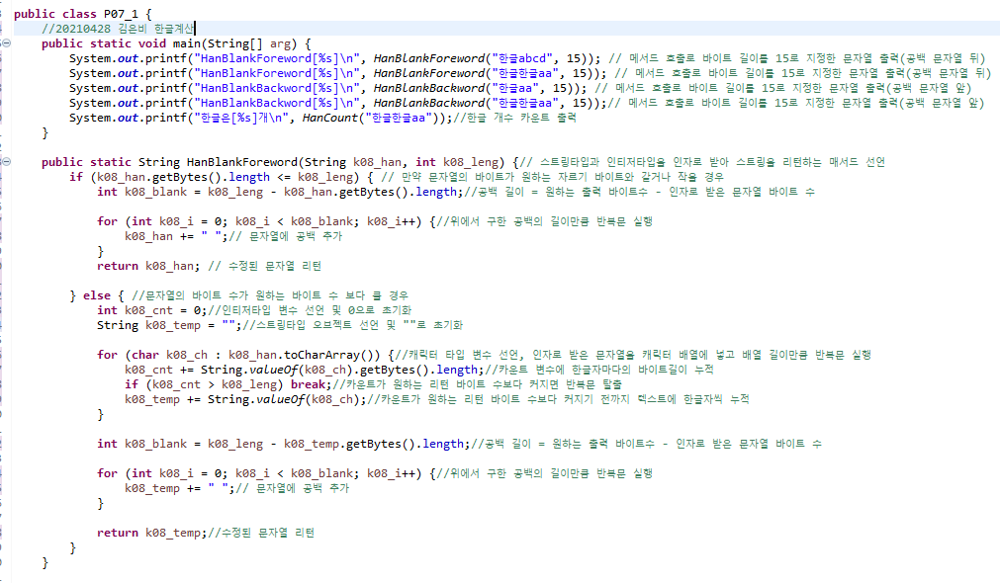 public class P07_1 {
//20210428 김은비 한글계산
public static void main(String[] arg) {
System.out.printf("HanBlankForeword[%s]\n", HanBlankForeword("한글abcd", 15)); // 메서드 호출로 바이트 길이를 15로 지정한 문자열 출력(공백 문자열 뒤)
System.out.printf("HanBlankForeword[%s]\n", HanBlankForeword("한글한글aa", 15)); // 메서드 호출로 바이트 길이를 15로 지정한 문자열 출력(공백 문자열 뒤)
System.out.printf("HanBlankBackword[%s]\n", HanBlankBackword("한글aa", 15)); // 메서드 호출로 바이트 길이를 15로 지정한 문자열 출력(공백 문자열 앞)
System.out.printf("HanBlankBackword[%s]\n", HanBlankBackword("한글한글aa", 15));// 메서드 호출로 바이트 길이를 15로 지정한 문자열 출력(공백 문자열 앞)
System.out.printf("한글은[%s]개\n", HanCount("한글한글aa"));//한글 개수 카운트 출력
}
public static String HanBlankForeword(String k08_han, int k08_leng) {// 스트링타입과 인티저타입을 인자로 받아 스트링을 리턴하는 매서드 선언
if (k08_han.getBytes().length <= k08_leng) { // 만약 문자열의 바이트가 원하는 자르기 바이트와 같거나 작을 경우
int k08_blank = k08_leng - k08_han.getBytes().length;//공백 길이 = 원하는 출력 바이트수 - 인자로 받은 문자열 바이트 수
for (int k08_i = 0; k08_i < k08_blank; k08_i++) {//위에서 구한 공백의 길이만큼 반복문 실행
k08_han += " ";// 문자열에 공백 추가
}
return k08_han; // 수정된 문자열 리턴
} else { //문자열의 바이트 수가 원하는 바이트 수 보다 클 경우
int k08_cnt = 0;//인티저타입 변수 선언 및 0으로 초기화
String k08_temp = "";//스트링타입 오브젝트 선언 및 ""로 초기화
for (char k08_ch : k08_han.toCharArray()) {//캐릭터 타입 변수 선언, 인자로 받은 문자열을 캐릭터 배열에 넣고 배열 길이만큼 반복문 실행
k08_cnt += String.valueOf(k08_ch).getBytes().length;//카운트 변수에 한글자마다의 바이트길이 누적
if (k08_cnt > k08_leng) break;//카운트가 원하는 리턴 바이트 수보다 커지면 반복문 탈출
k08_temp += String.valueOf(k08_ch);//카운트가 원하는 리턴 바이트 수보다 커지기 전까지 텍스트에 한글자씩 누적
}
int k08_blank = k08_leng - k08_temp.getBytes().length;//공백 길이 = 원하는 출력 바이트수 - 인자로 받은 문자열 바이트 수
for (int k08_i = 0; k08_i < k08_blank; k08_i++) {//위에서 구한 공백의 길이만큼 반복문 실행
k08_temp += " ";// 문자열에 공백 추가
}
return k08_temp;//수정된 문자열 리턴
}
}